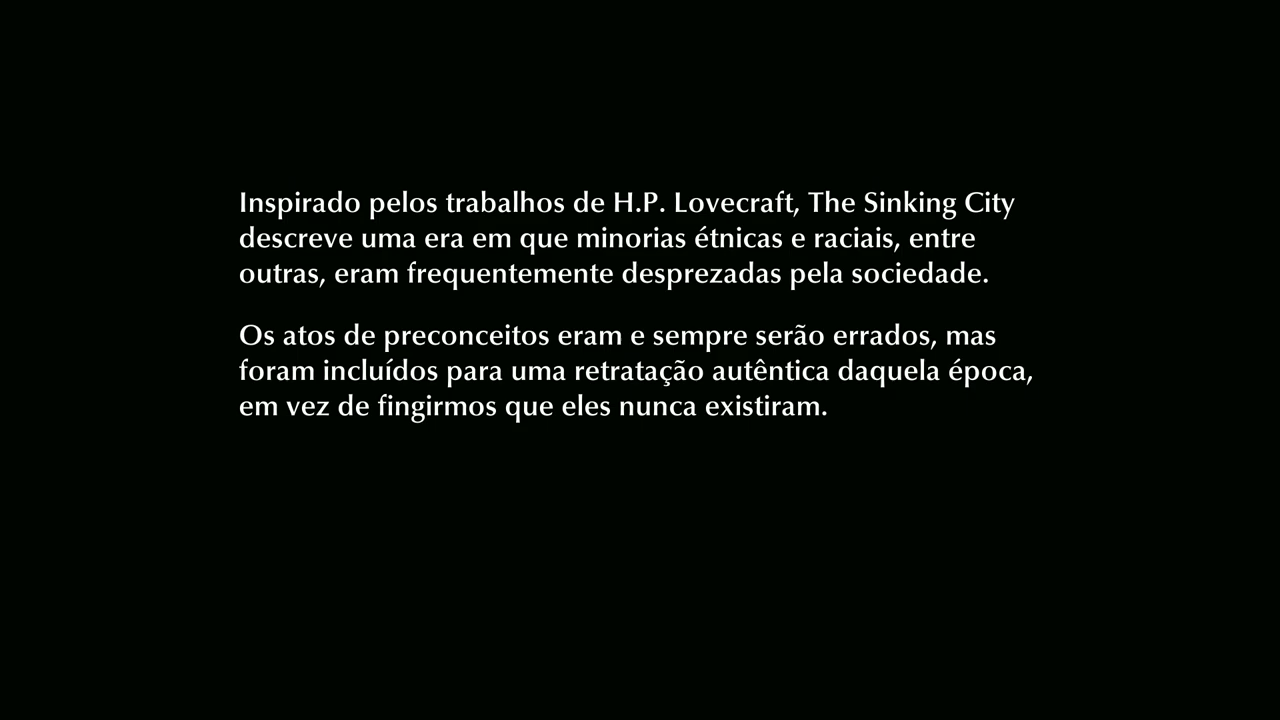 Inspirado pelos trabalhos de H.P. Lovecraft, The Sinking City
descreve uma era em que minorias étnicas e raciais, entre
outras, eram frequentemente desprezadas pela sociedade.
Os atos de preconceitos eram e sempre serão errados, mas
foram incluídos para uma retratação autêntica daquela época,
em vez de fingirmos que eles nunca existiram.